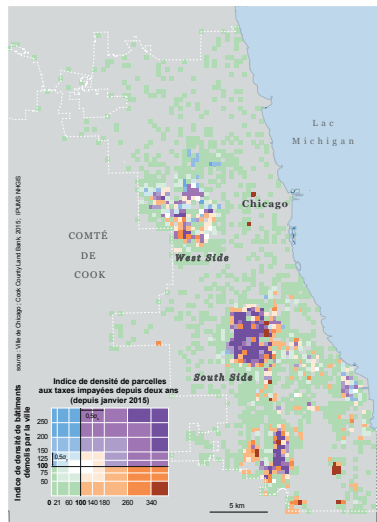 Lac
Michigan
Chicago
COMTÉ
DE
COOK
West Side
South Side
source : Ville de Chicago ; Cook County Land Bank, 2015 ; IPUMS NHGIS
Indice de densité de parcelles
aux taxes impayées depuis deux ans
(depuis janvier 2015)
Indice de densité de bâtiments
démolis par la ville
250
200
150
125
100
75
50
0,5σ
0,5σ
0 21 60 100 140 180 260 340
5 km